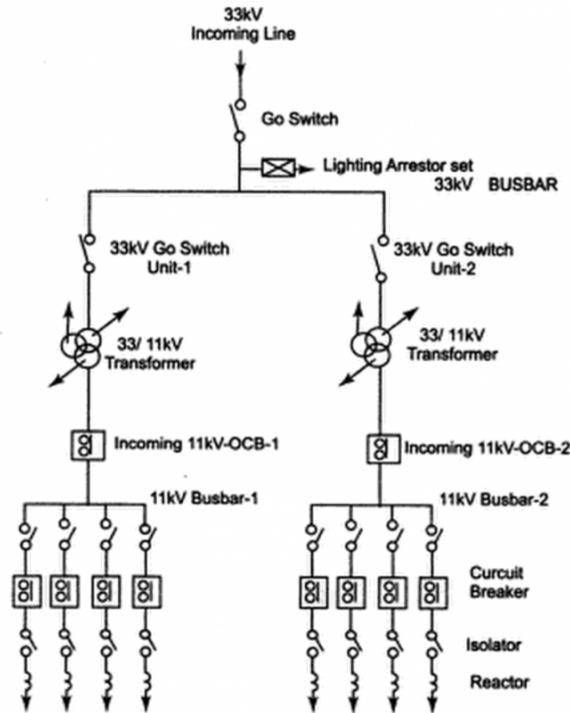 33kV
Incoming Line
Go Switch
Lighting Arrestor set
33kV BUSBAR
33kV Go Switch
Unit-1
33kV Go Switch
Unit-2
33/ 11kV
Transformer
33/ 11kV
Transformer
Incoming 11kV-OCB-1
Incoming 11kV-OCB-2
11kV Busbar-1
11kV Busbar-2
Curcuit
Breaker
Isolator
Reactor